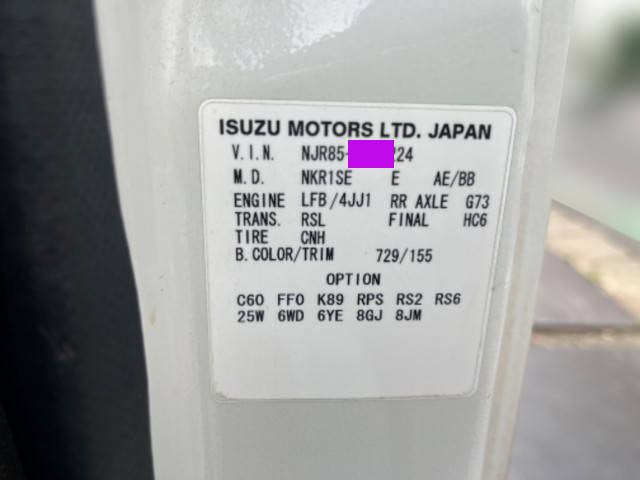 ISUZU MOTORS LTD. JAPAN
V.I.N. NJR85- 224
M.D. NKR1SE E AE/BB
ENGINE LFB/4JJ1 RR AXLE G73
TRANS. RSL FINAL HC6
TIRE CNH
B.COLOR/TRIM 729/155
OPTION
C60 FF0 K89 RPS RS2 RS6
25W 6WD 6YE 8GJ 8JM